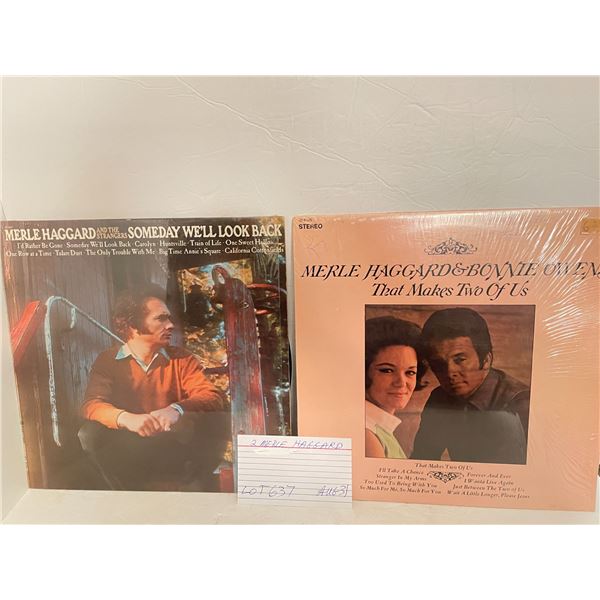 MERLE HAGGARD AND THE STRANGERS SOMEDAY WE'LL LOOK BACK
I'd Rather Be Gone · Someday We'll Look Back · Carolyn · Huntsville · Train of Life · One Sweet Hello
One Row at a Time · Tulare Dust · The Only Trouble With Me · Big Time Annie's Square · California Cottonfields
STEREO
MERLE HAGGARD & BONNIE OWENS
That Makes Two Of Us
That Makes Two Of Us
I'll Take A Chance
Stranger In My Arms
Too Used To Being With You
So Much For Me, So Much For You
Forever And Ever
I Wanta Live Again
Just Between The Two of Us
Wait A Little Longer, Please Jesus
2 MERLE HAGGARD
LOT 637 AUG 31